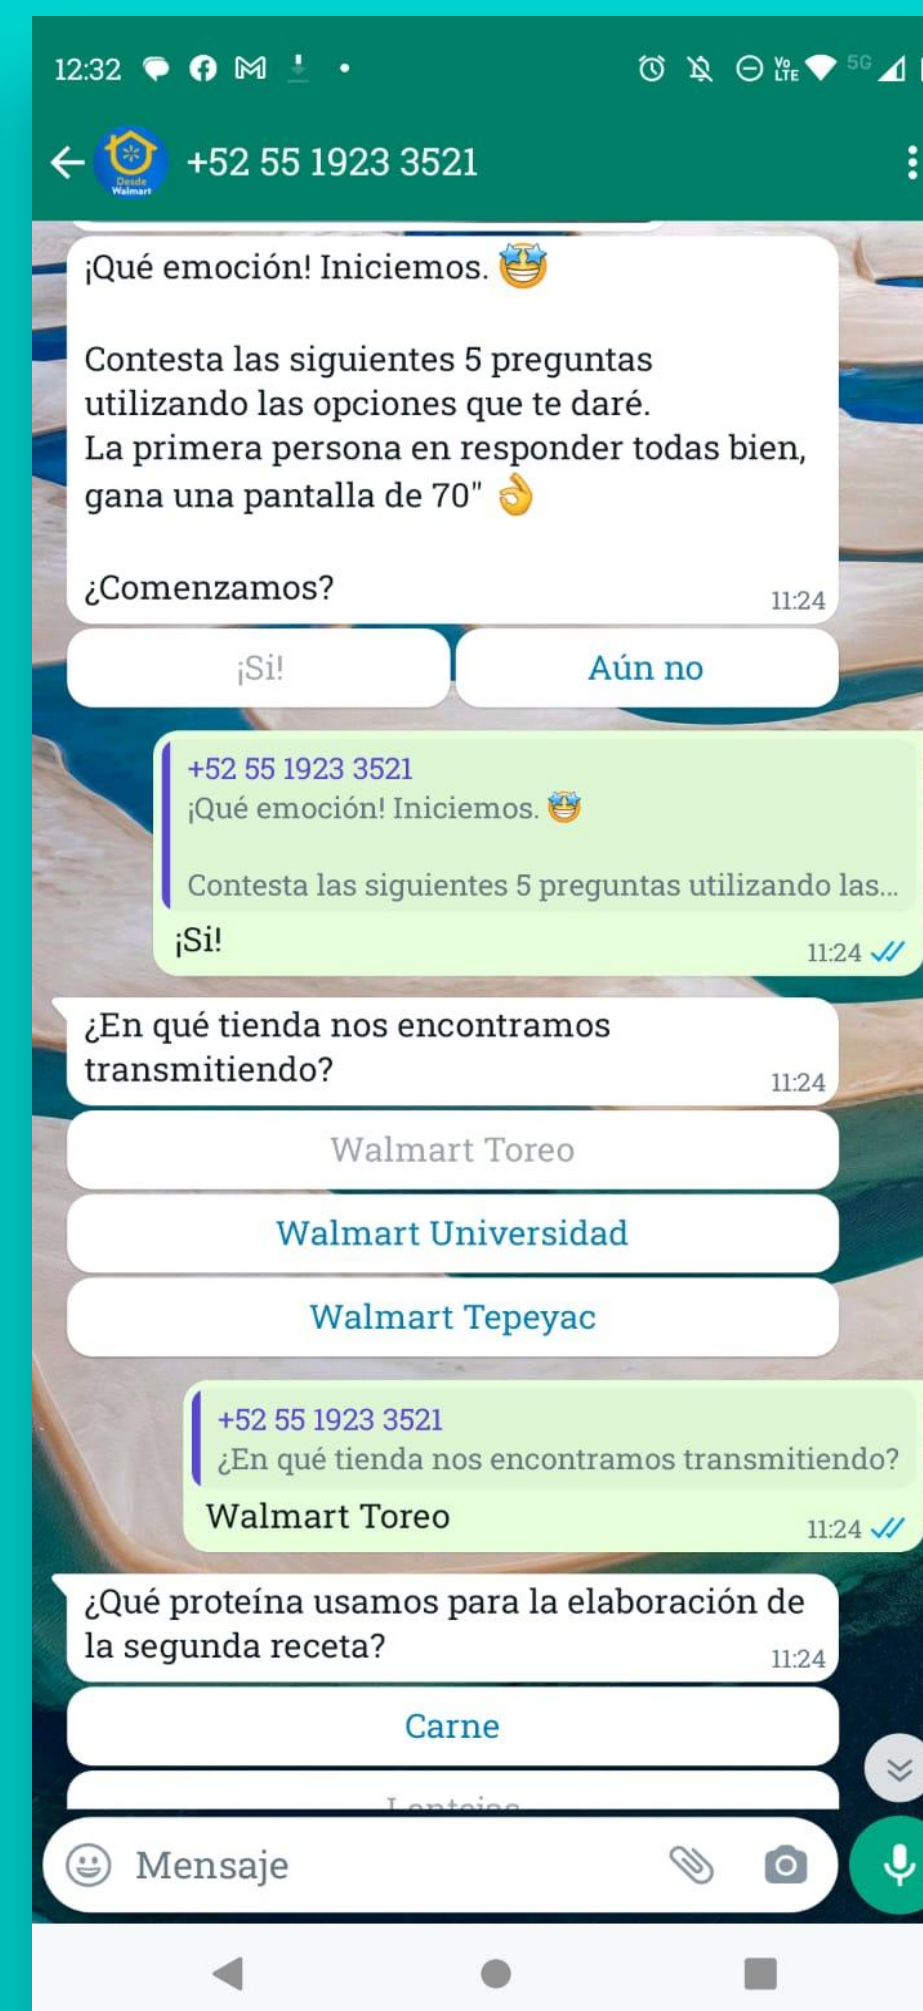 12:32
VoLTE 5G
Desde
Walmart
+52 55 1923 3521
¡Qué emoción! Iniciemos. 🤩
Contesta las siguientes 5 preguntas
utilizando las opciones que te daré.
La primera persona en responder todas bien,
gana una pantalla de 70" 👌
¿Comenzamos?
11:24
¡Si!
Aún no
+52 55 1923 3521
¡Qué emoción! Iniciemos. 🤩
Contesta las siguientes 5 preguntas utilizando las...
¡Si!
11:24
¿En qué tienda nos encontramos
transmitiendo?
11:24
Walmart Toreo
Walmart Universidad
Walmart Tepeyac
+52 55 1923 3521
¿En qué tienda nos encontramos transmitiendo?
Walmart Toreo
11:24
¿Qué proteína usamos para la elaboración de
la segunda receta?
11:24
Carne
Lentejas
Mensaje